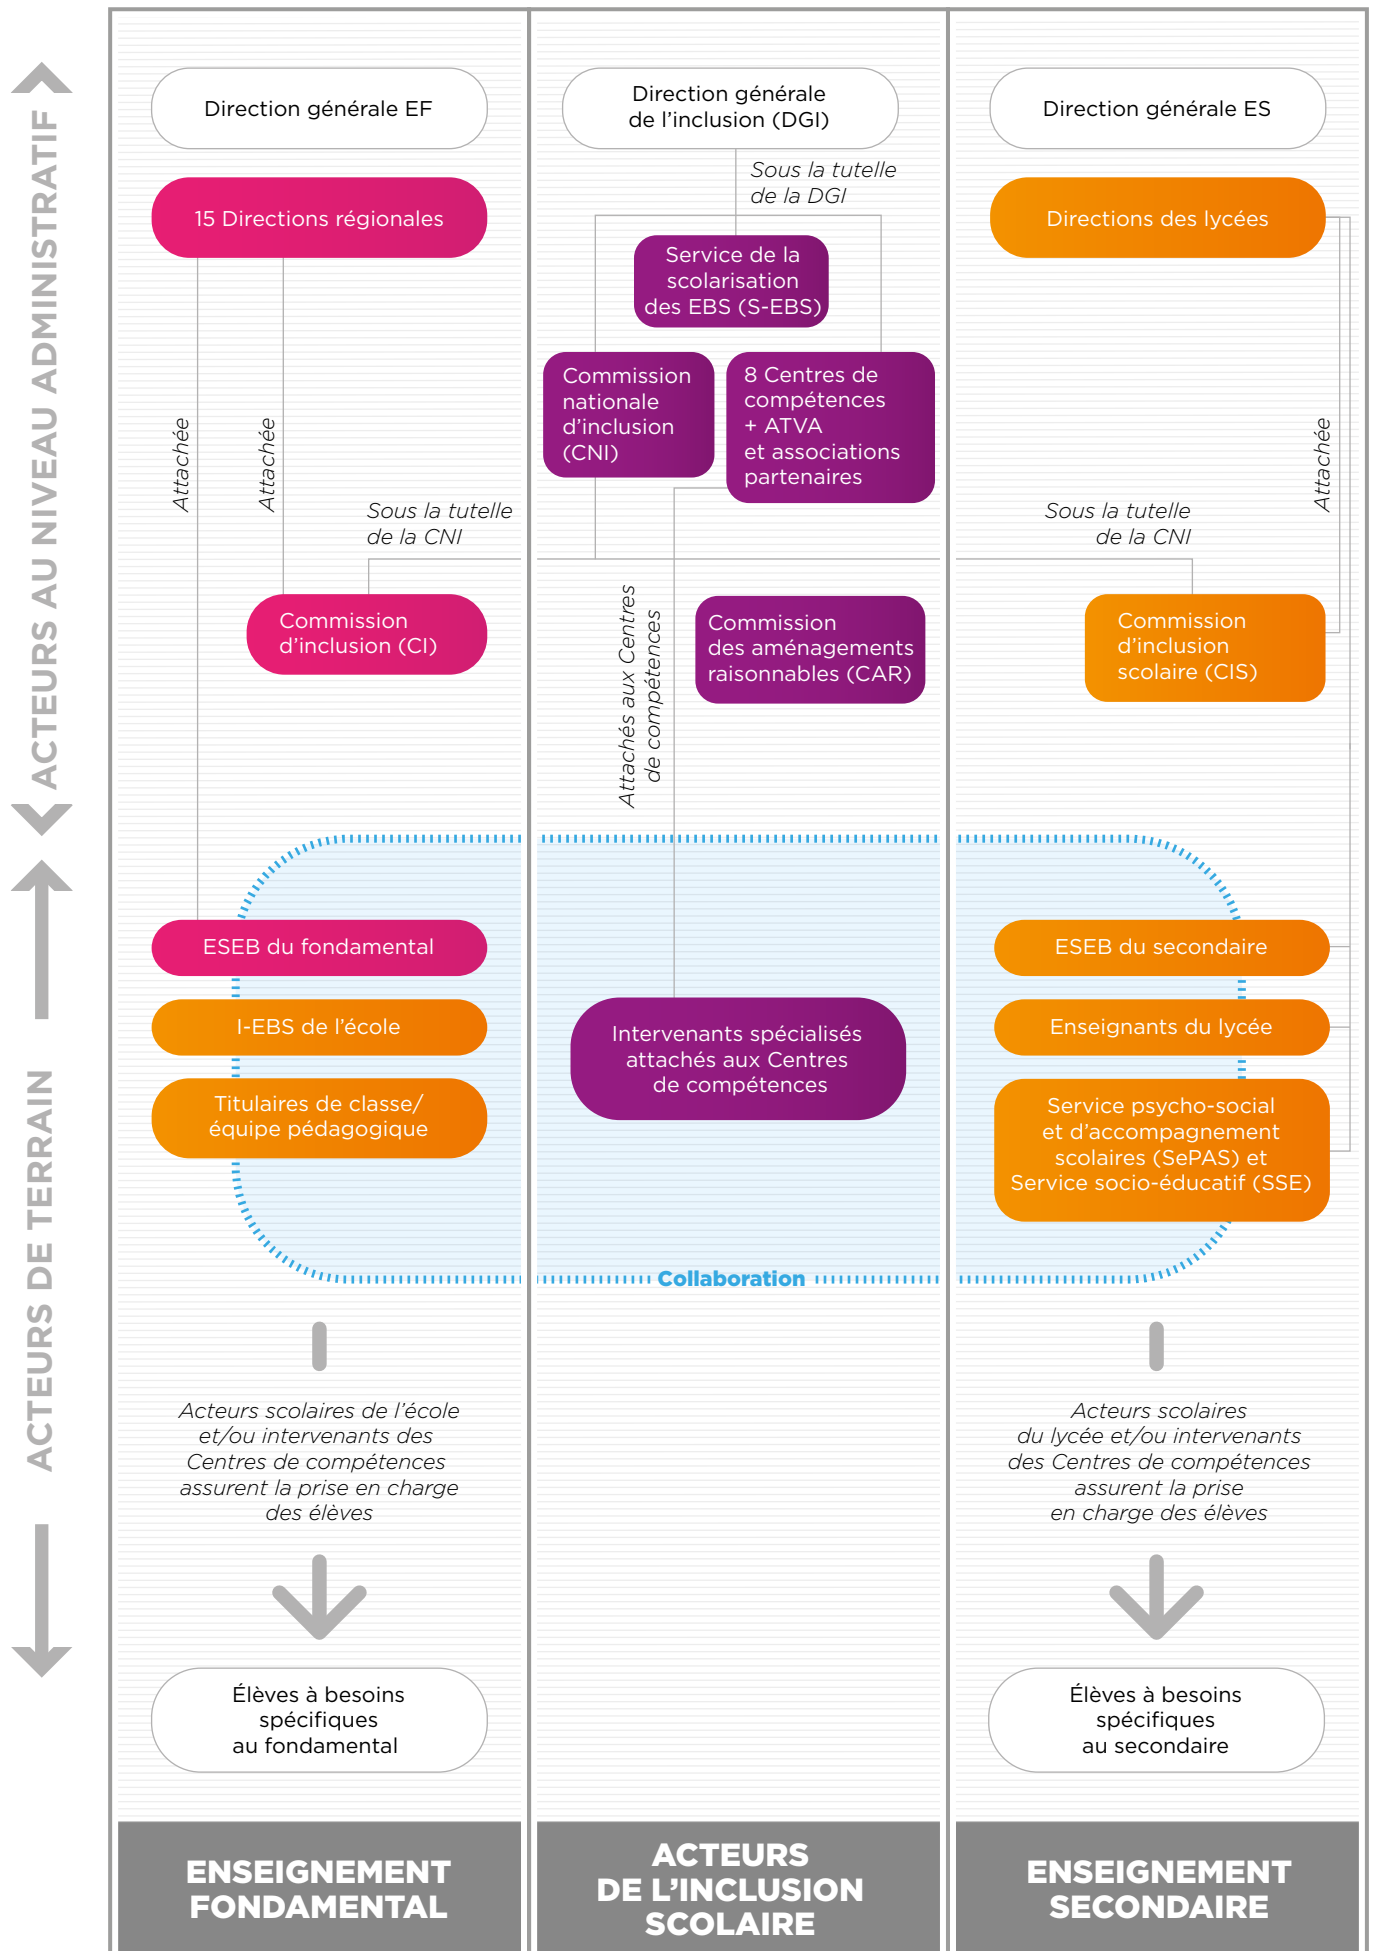 ACTEURS AU NIVEAU ADMINISTRATIF
ACTEURS DE TERRAIN
Direction générale EF
15 Directions régionales
Attachée
Attachée
Sous la tutelle
de la CNI
Commission
d’inclusion (CI)
ESEB du fondamental
I-EBS de l’école
Titulaires de classe/
équipe pédagogique
Acteurs scolaires de l’école
et/ou intervenants des
Centres de compétences
assurent la prise en charge
des élèves
Élèves à besoins
spécifiques
au fondamental
ENSEIGNEMENT
FONDAMENTAL
Direction générale
de l’inclusion (DGI)
Sous la tutelle
de la DGI
Service de la
scolarisation
des EBS (S-EBS)
Commission
nationale
d’inclusion
(CNI)
8 Centres de
compétences
+ ATVA
et associations
partenaires
Attachés aux Centres
de compétences
Commission
des aménagements
raisonnables (CAR)
Intervenants spécialisés
attachés aux Centres
de compétences
Collaboration
ACTEURS
DE L’INCLUSION
SCOLAIRE
Direction générale ES
Directions des lycées
Attachée
Sous la tutelle
de la CNI
Commission
d’inclusion
scolaire (CIS)
ESEB du secondaire
Enseignants du lycée
Service psycho-social
et d’accompagnement
scolaires (SePAS) et
Service socio-éducatif (SSE)
Acteurs scolaires
du lycée et/ou intervenants
des Centres de compétences
assurent la prise
en charge des élèves
Élèves à besoins
spécifiques
au secondaire
ENSEIGNEMENT
SECONDAIRE